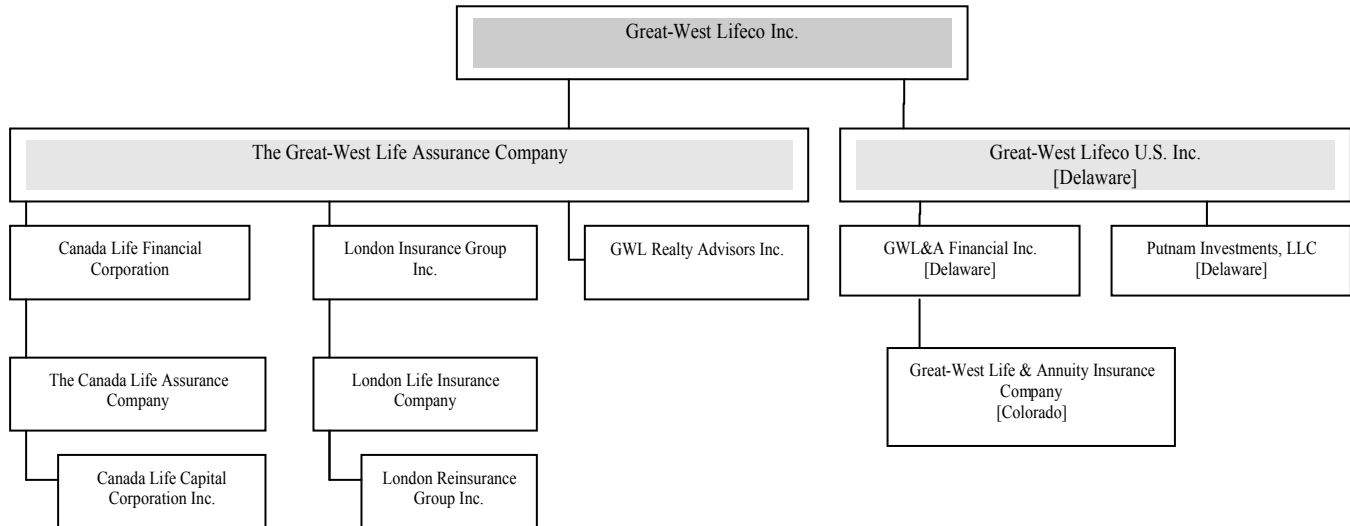 Great-West Lifeco Inc.
The Great-West Life Assurance Company
Great-West Lifeco U.S. Inc.
[Delaware]
Canada Life Financial
Corporation
London Insurance Group
Inc.
GWL Realty Advisors Inc.
GWL&A Financial Inc.
[Delaware]
Putnam Investments, LLC
[Delaware]
The Canada Life Assurance
Company
London Life Insurance
Company
Great-West Life & Annuity Insurance
Company
[Colorado]
Canada Life Capital
Corporation Inc.
London Reinsurance
Group Inc.